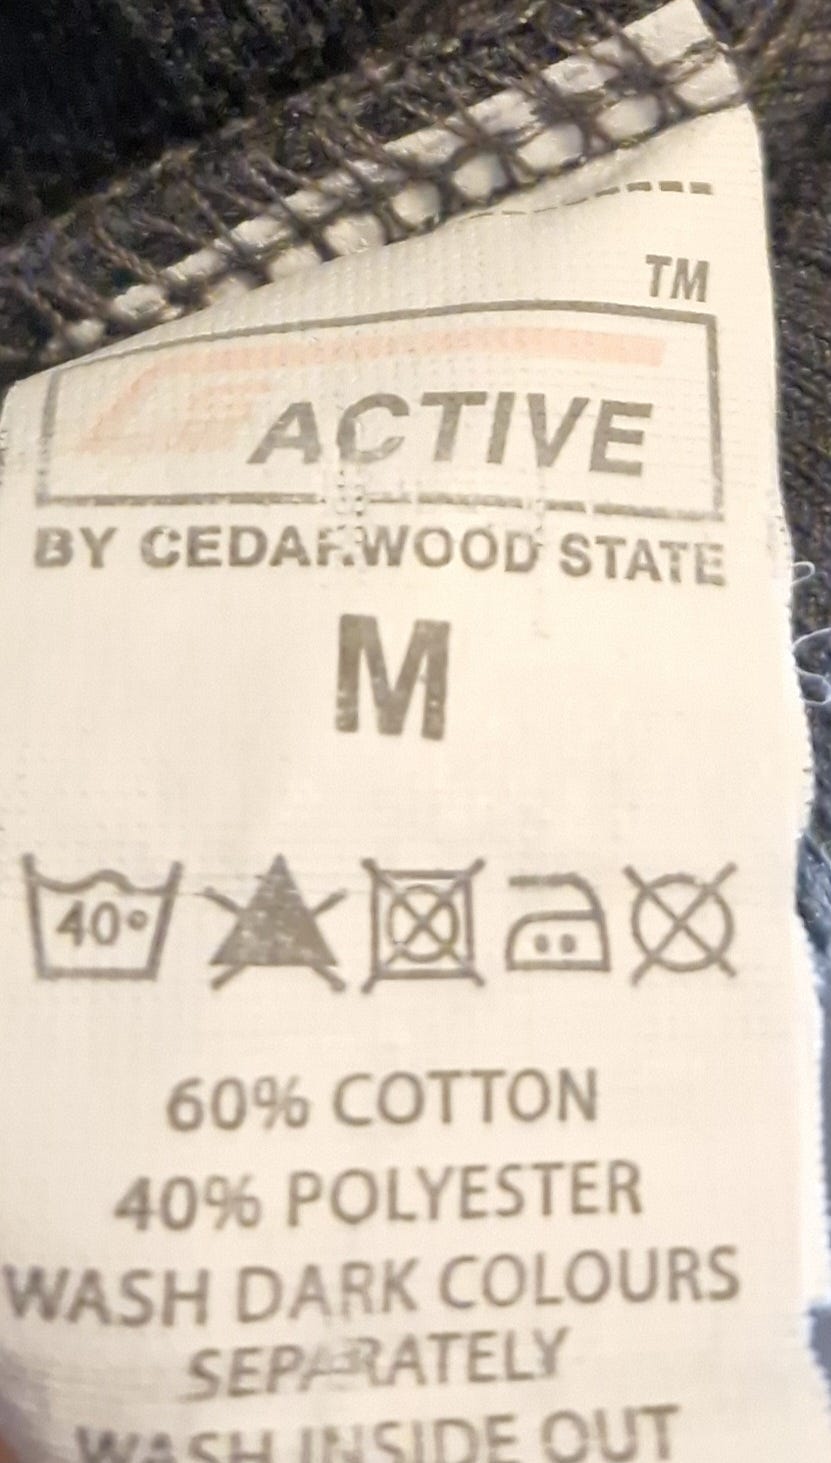 TM
ACTIVE
BY CEDARWOOD STATE
M
40°
60% COTTON
40% POLYESTER
WASH DARK COLOURS
SEPARATELY
WASH INSIDE OUT